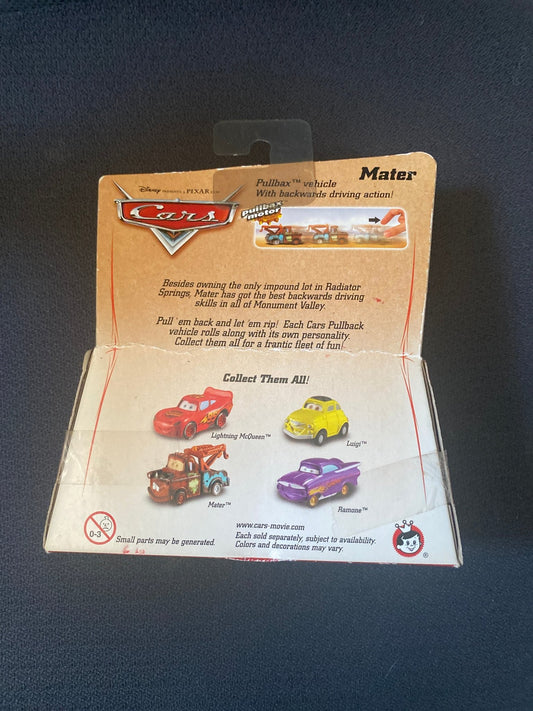 Disney PRESENTS A PIXAR FILM
Cars
Mater
Pullbax™ vehicle
With backwards driving action!
Pullbax™
motor
Besides owning the only impound lot in Radiator
Springs, Mater has got the best backwards driving
skills in all of Monument Valley.
Pull 'em back and let 'em rip! Each Cars Pullback
vehicle rolls along with its own personality.
Collect them all for a frantic fleet of fun!
Collect Them All!
Lightning McQueen™
Luigi™
Mater™
Ramone™
0-3
Small parts may be generated.
www.cars-movie.com
Each sold separately, subject to availability.
Colors and decorations may vary.
®